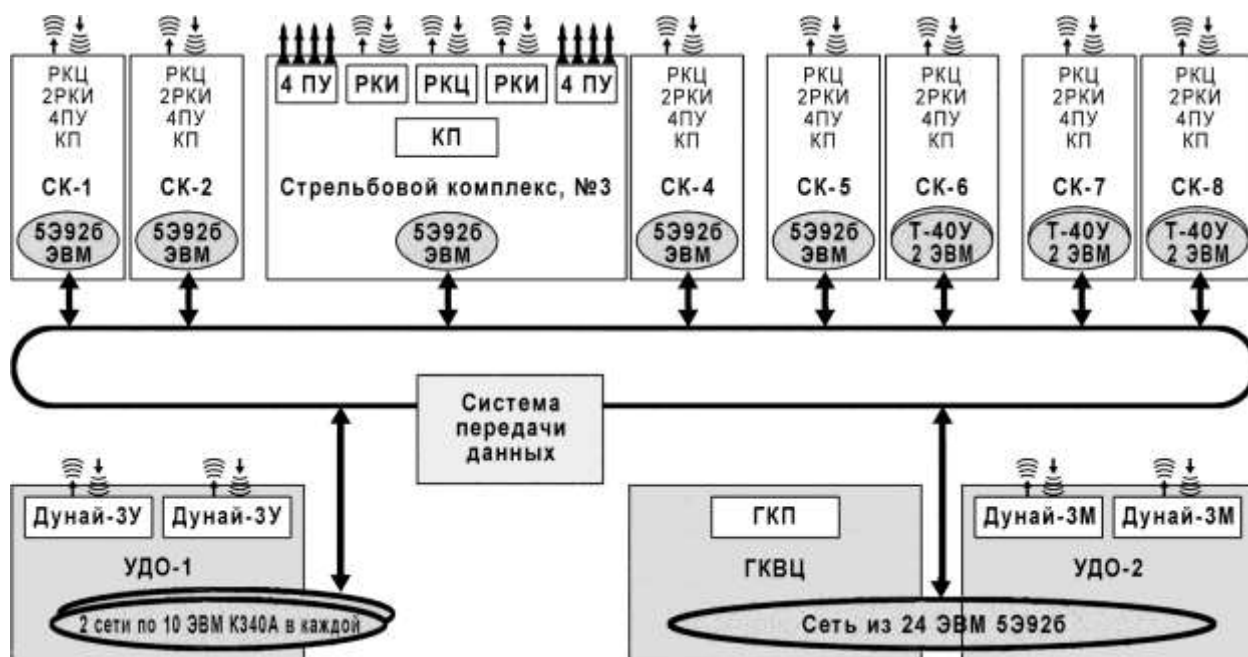 РКЦ
2РКИ
4ПУ
КП
СК-1
5Э92б
ЭВМ
РКЦ
2РКИ
4ПУ
КП
СК-2
5Э92б
ЭВМ
4 ПУ
РКИ
РКЦ
РКИ
4 ПУ
КП
Стрельбовой комплекс, №3
5Э92б
ЭВМ
РКЦ
2РКИ
4ПУ
КП
СК-4
5Э92б
ЭВМ
РКЦ
2РКИ
4ПУ
КП
СК-5
5Э92б
ЭВМ
РКЦ
2РКИ
4ПУ
КП
СК-6
Т-40У
2 ЭВМ
РКЦ
2РКИ
4ПУ
КП
СК-7
Т-40У
2 ЭВМ
РКЦ
2РКИ
4ПУ
КП
СК-8
Т-40У
2 ЭВМ
Система
передачи
данных
Дунай-3У
Дунай-3У
УДО-1
2 сети по 10 ЭВМ К340А в каждой
ГКП
ГКВЦ
Дунай-3М
Дунай-3М
УДО-2
Сеть из 24 ЭВМ 5Э92б